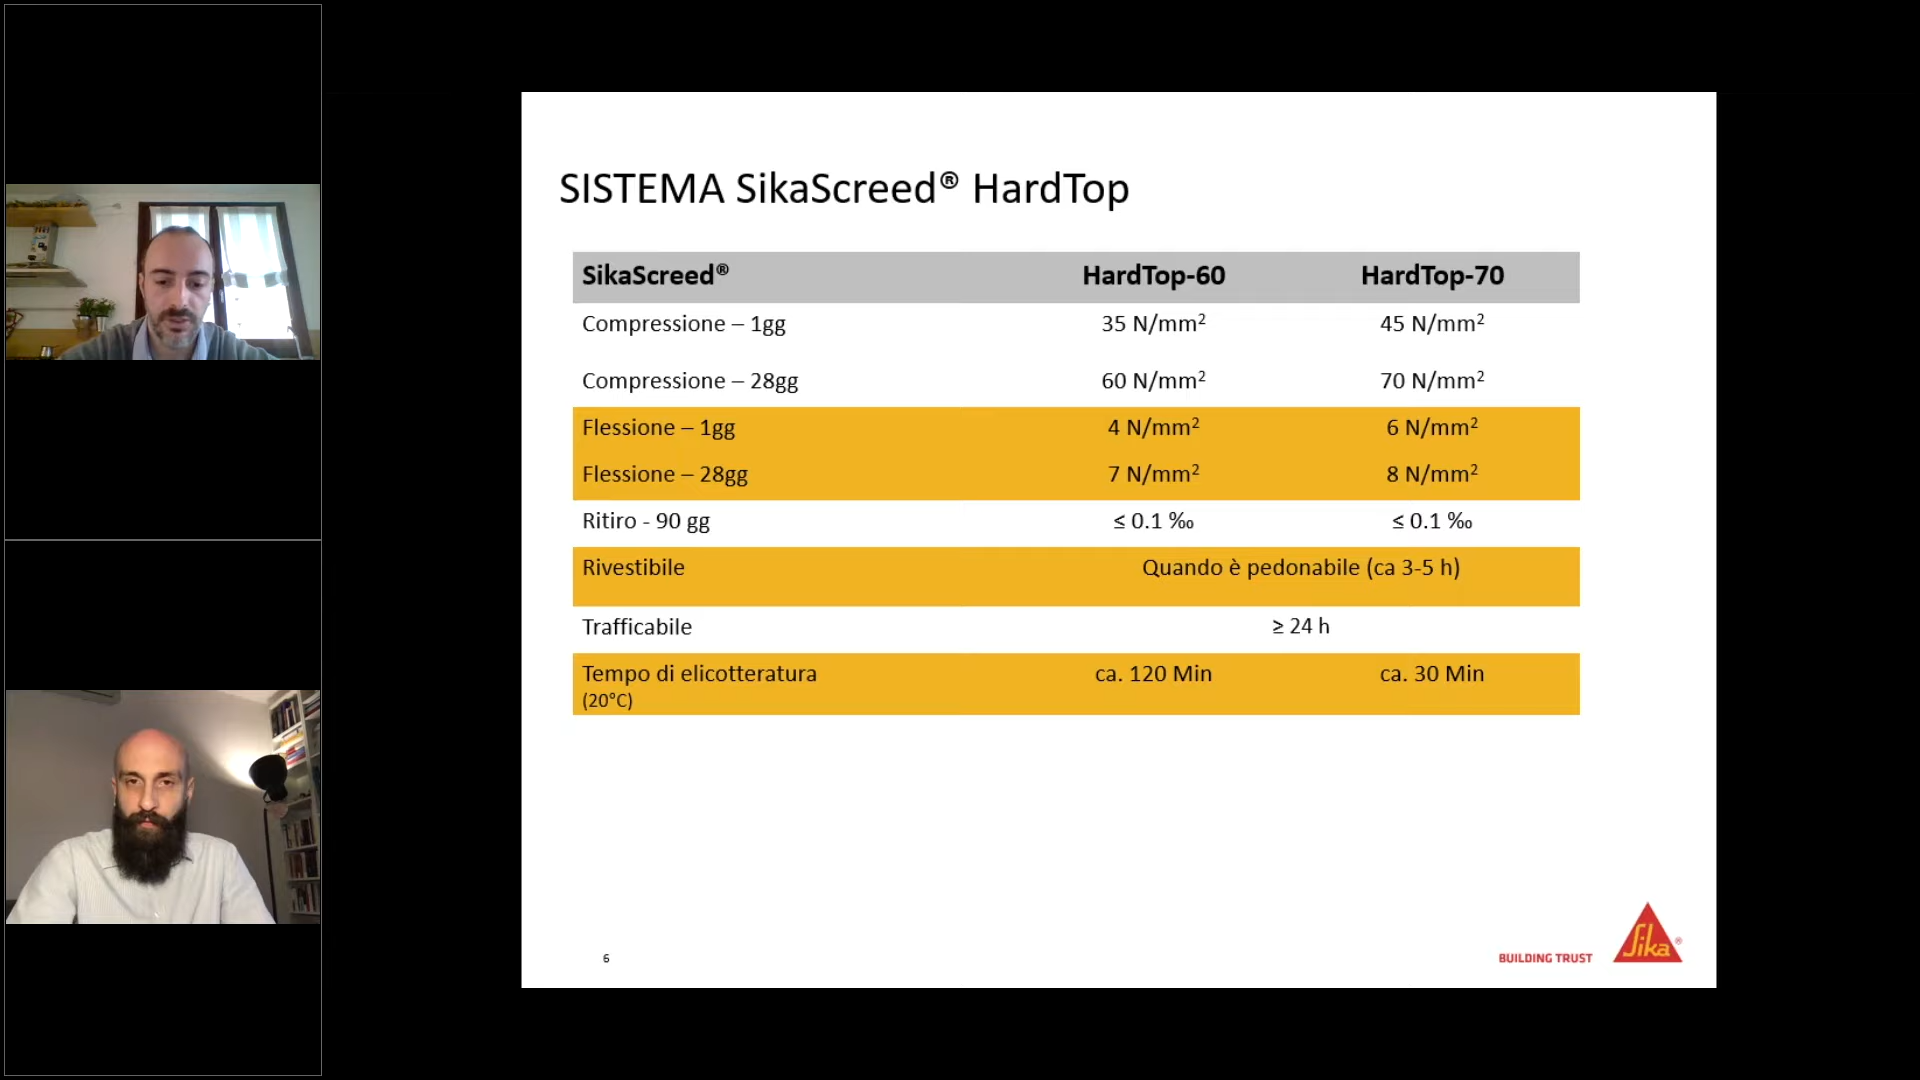 SISTEMA SikaScreed® HardTop
SikaScreed® HardTop-60 HardTop-70
Compressione – 1gg 35 N/mm² 45 N/mm²
Compressione – 28gg 60 N/mm² 70 N/mm²
Flessione – 1gg 4 N/mm² 6 N/mm²
Flessione – 28gg 7 N/mm² 8 N/mm²
Ritiro - 90 gg ≤ 0.1 ‰ ≤ 0.1 ‰
Rivestibile Quando è pedonabile (ca 3-5 h)
Trafficabile ≥ 24 h
Tempo di elicotteratura ca. 120 Min ca. 30 Min
(20°C)
6
BUILDING TRUST
Sika®